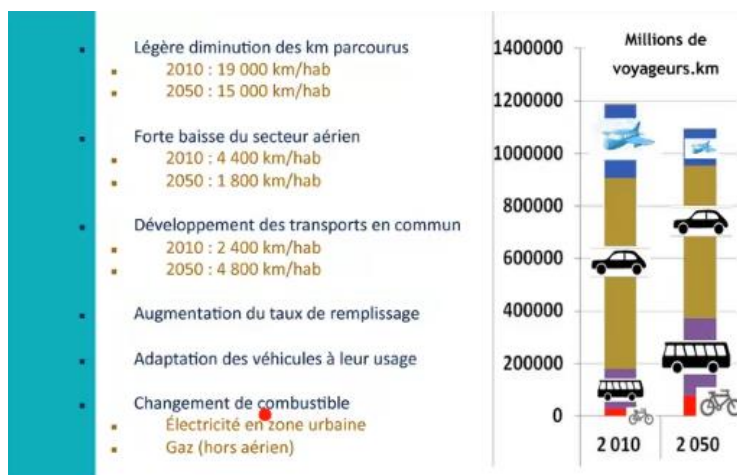 Légère diminution des km parcourus
2010 : 19 000 km/hab
2050 : 15 000 km/hab
Forte baisse du secteur aérien
2010 : 4 400 km/hab
2050 : 1 800 km/hab
Développement des transports en commun
2010 : 2 400 km/hab
2050 : 4 800 km/hab
Augmentation du taux de remplissage
Adaptation des véhicules à leur usage
Changement de combustible
Électricité en zone urbaine
Gaz (hors aérien)
Millions de
voyageurs.km
1400000
1200000
1000000
800000
600000
400000
200000
0
2 010 2 050